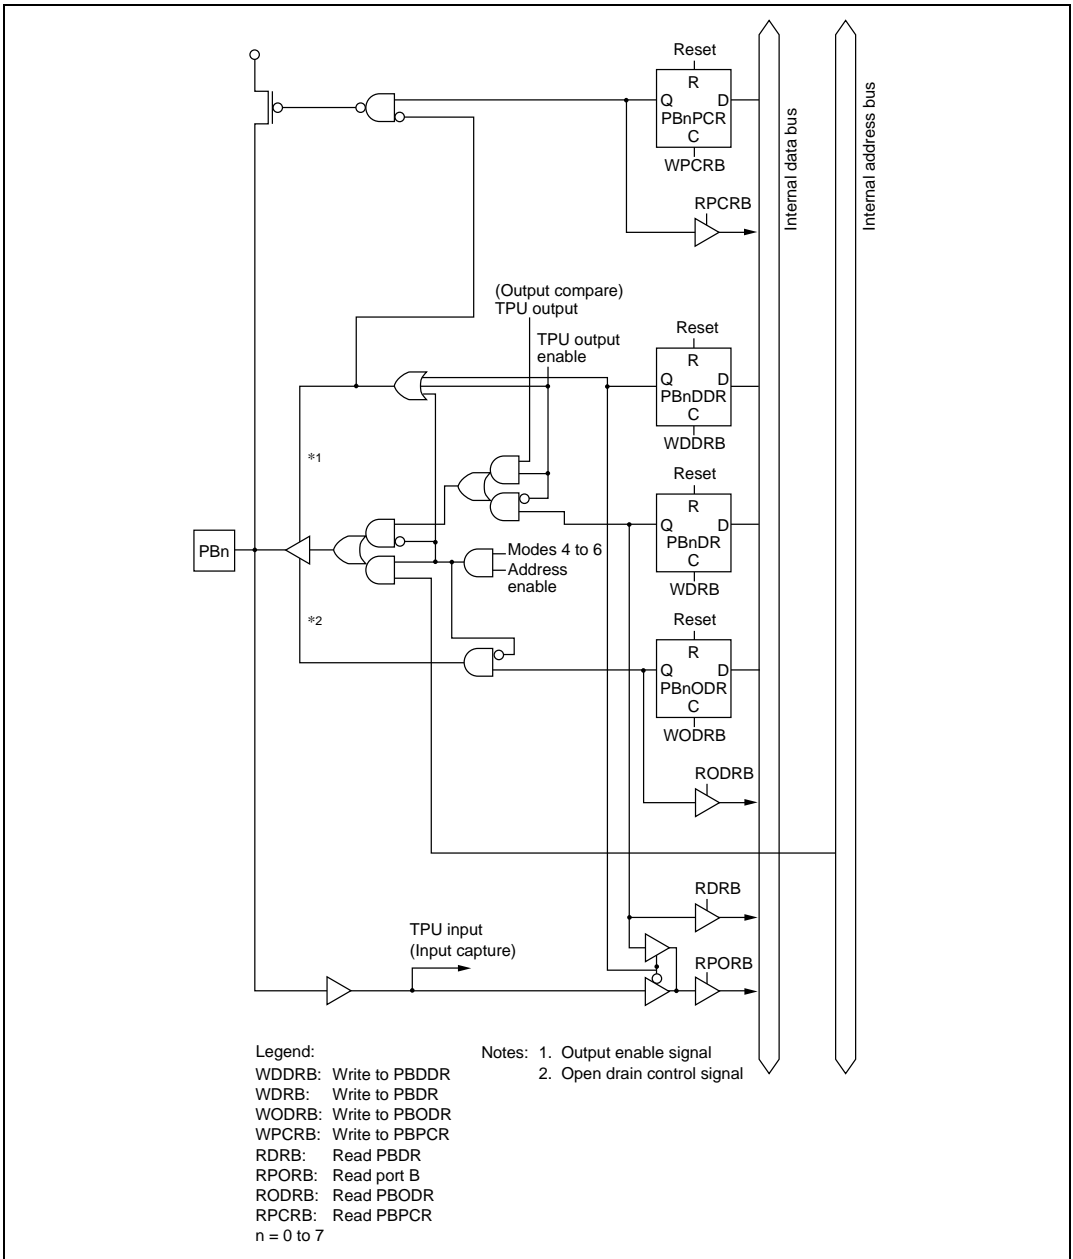 Reset
R
Q D
PBnPCR
C
WPCRB
RPCRB
Internal data bus
Internal address bus
(Output compare)
TPU output
TPU output
enable
Reset
R
Q D
PBnDDR
C
WDDRB
*1
Reset
R
Q D
PBnDR
C
WDRB
PBn
Modes 4 to 6
Address
enable
*2
Reset
R
Q D
PBnODR
C
WODRB
RODRB
RDRB
TPU input
(Input capture)
RPORB
Legend:
WDDRB: Write to PBDDR
WDRB: Write to PBDR
WODRB: Write to PBODR
WPCRB: Write to PBPCR
RDRB: Read PBDR
RPORB: Read port B
RODRB: Read PBODR
RPCRB: Read PBPCR
n = 0 to 7
Notes: 1. Output enable signal
2. Open drain control signal